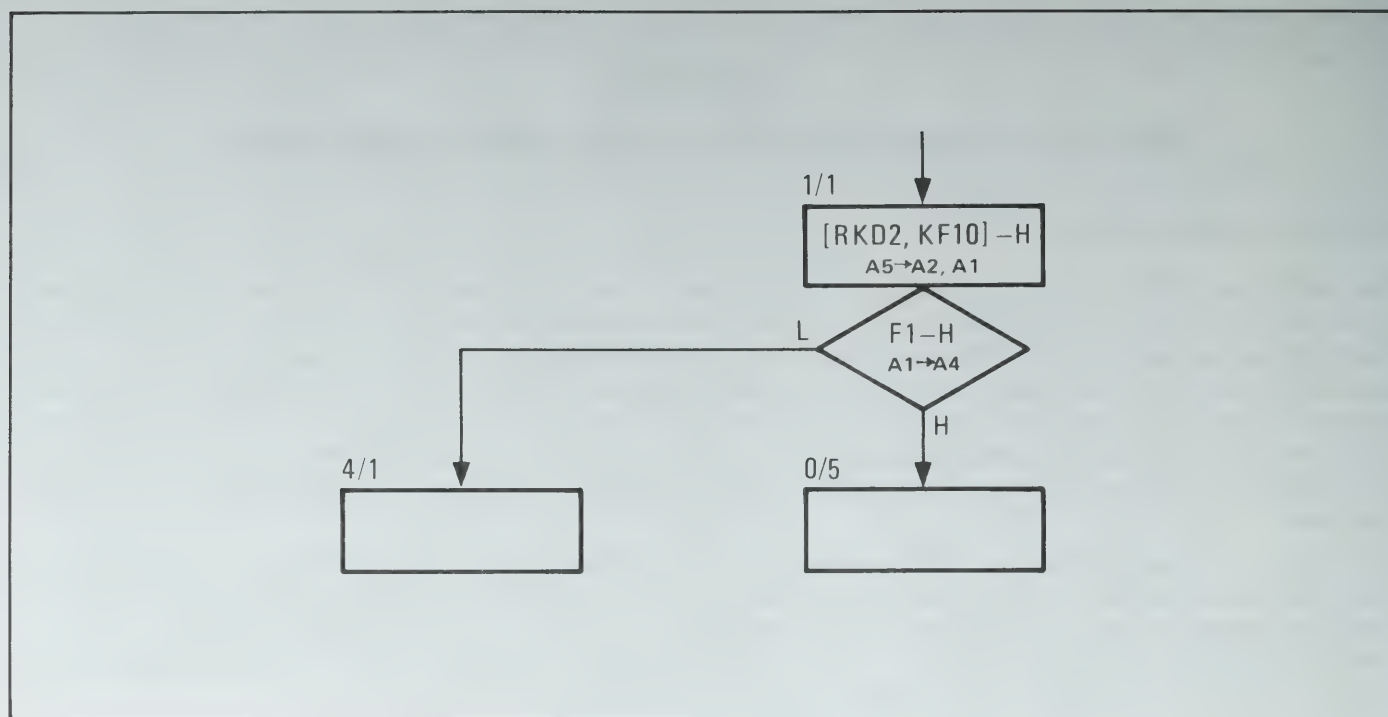 1/1
[RKD2, KF10] –H
A5→A2, A1
L
F1–H
A1→A4
H
4/1
0/5